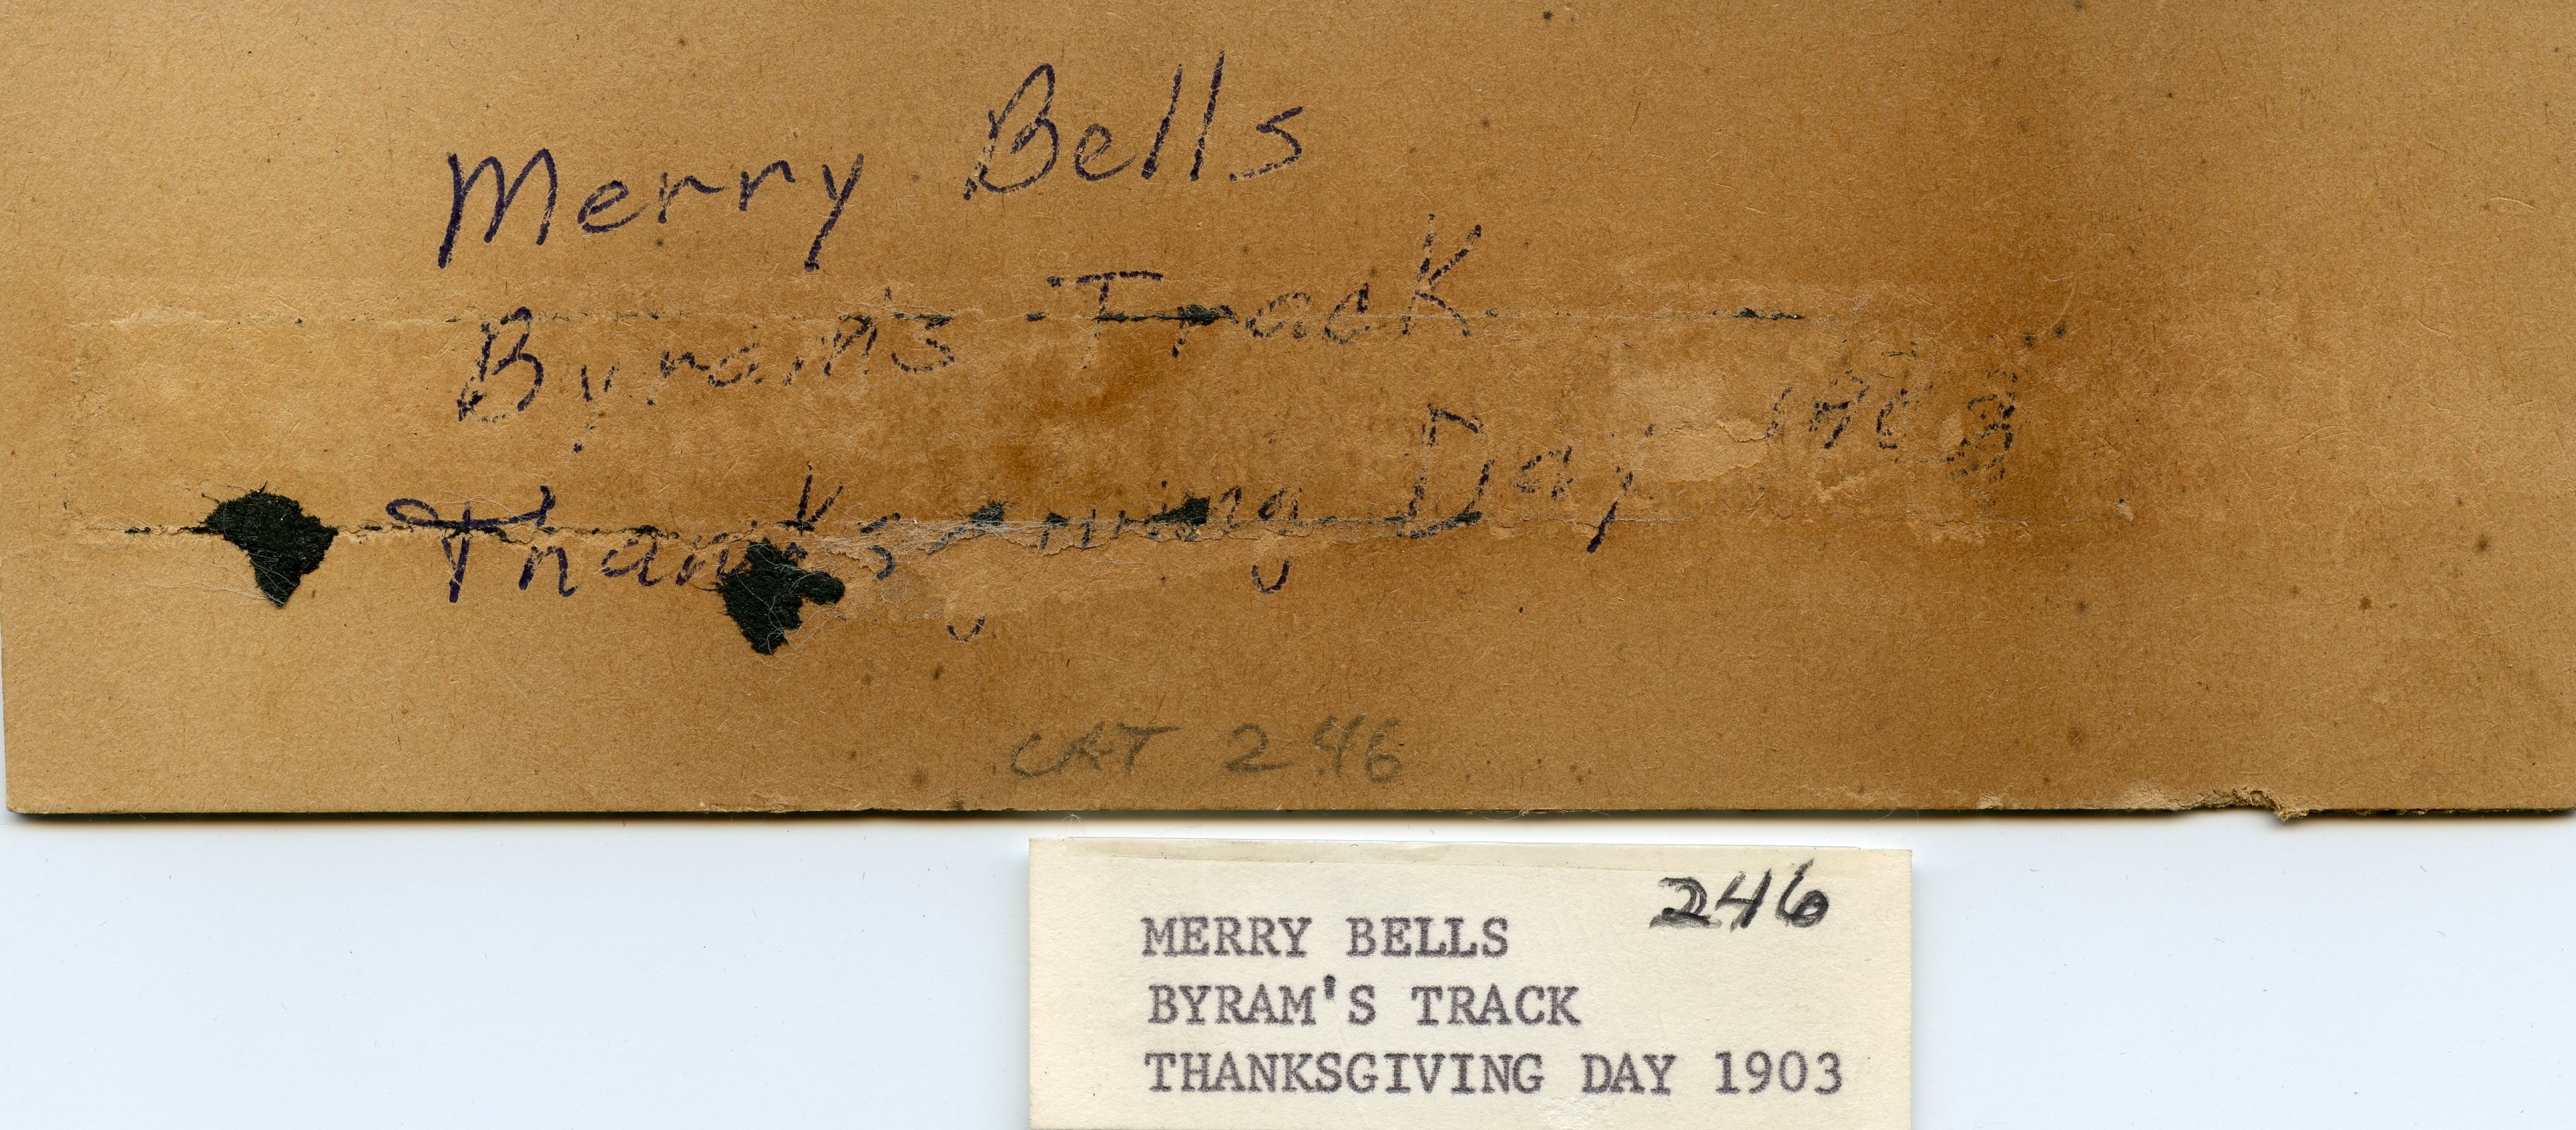 Merry Bells
Byram's Track
Thanksgiving Day 1903
CAT 246
246
MERRY BELLS
BYRAM'S TRACK
THANKSGIVING DAY 1903